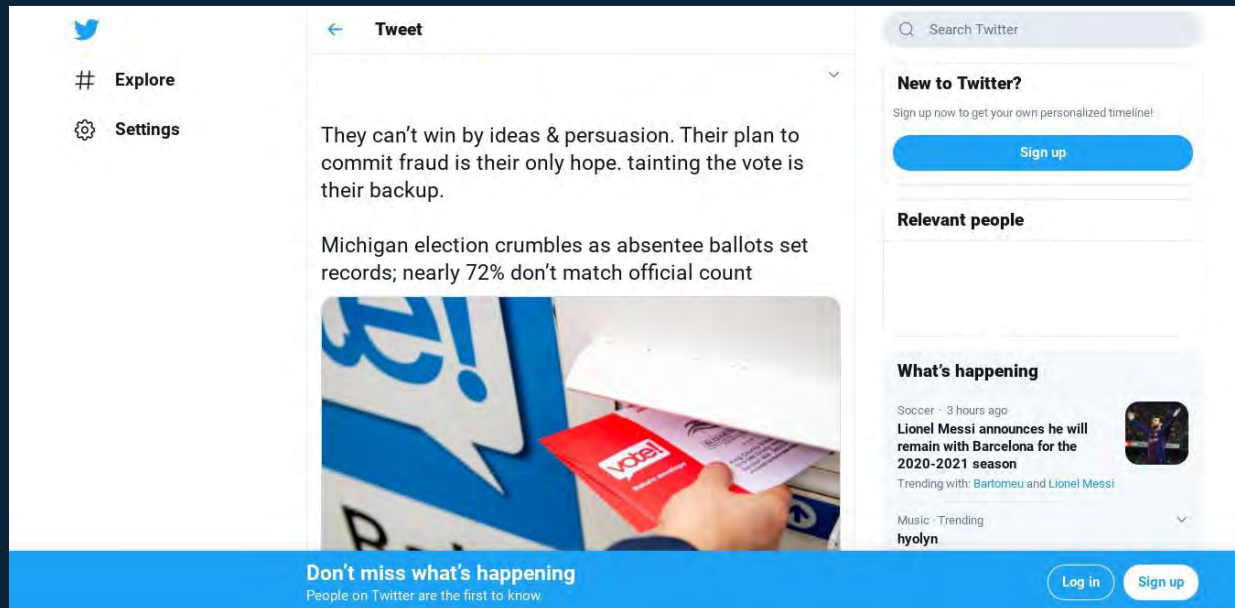 Tweet
Search Twitter
Explore
Settings
They can’t win by ideas & persuasion. Their plan to
commit fraud is their only hope. tainting the vote is
their backup.
Michigan election crumbles as absentee ballots set
records; nearly 72% don’t match official count
vote!
New to Twitter?
Sign up now to get your own personalized timeline!
Sign up
Relevant people
What’s happening
Soccer · 3 hours ago
Lionel Messi announces he will
remain with Barcelona for the
2020-2021 season
Trending with: Bartomeu and Lionel Messi
Music · Trending
hyolyn
Don’t miss what’s happening
People on Twitter are the first to know.
Log in
Sign up